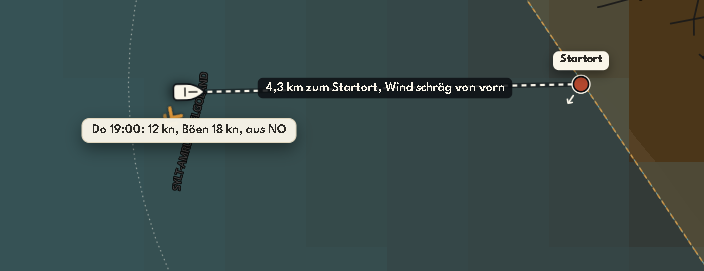 Startort
4,3 km zum Startort, Wind schräg von vorn
Do 19:00: 12 kn, Böen 18 kn, aus NO